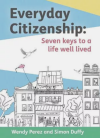 Everyday
Citizenship:
Seven keys to a
life well lived
Wendy Perez and Simon Duffy